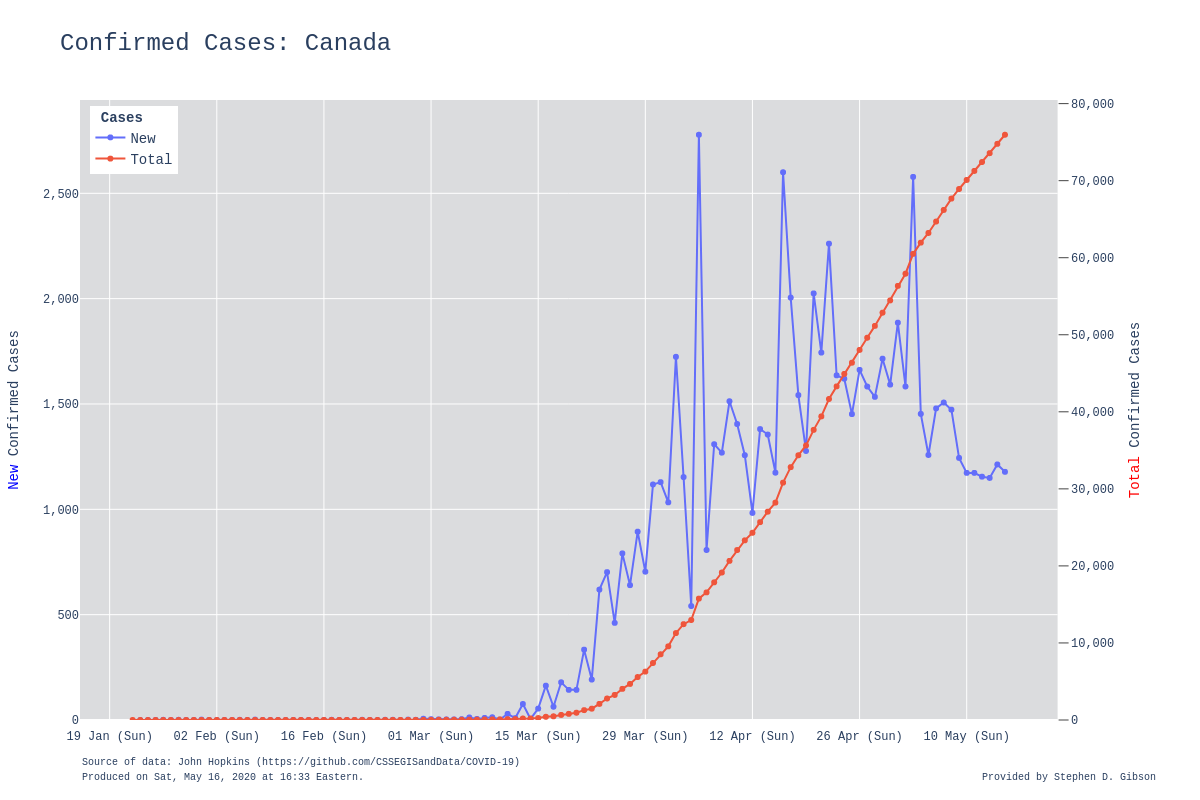 Confirmed Cases: Canada
Cases
New
Total
80,000
70,000
60,000
50,000
40,000
30,000
20,000
10,000
0
2,500
2,000
1,500
1,000
500
0
New Confirmed Cases
Total Confirmed Cases
19 Jan (Sun) 02 Feb (Sun) 16 Feb (Sun) 01 Mar (Sun) 15 Mar (Sun) 29 Mar (Sun) 12 Apr (Sun) 26 Apr (Sun) 10 May (Sun)
Source of data: John Hopkins (https://github.com/CSSEGISandData/COVID-19)
Produced on Sat, May 16, 2020 at 16:33 Eastern.
Provided by Stephen D. Gibson